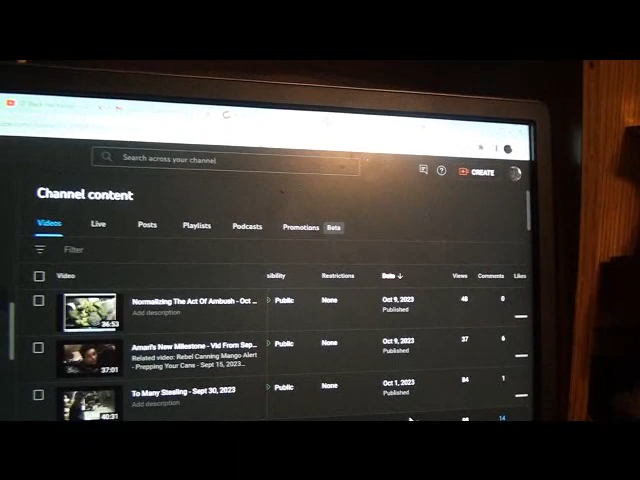 Search across your channel
CREATE
Channel content
Videos Live Posts Playlists Podcasts Promotions Beta
Filter
Video sibility Restrictions Date Views Comments Likes
Normalizing The Act Of Ambush - Oct ... Public None Oct 9, 2023 48 0
Add description Published
36:53
Amari's New Milestone - Vid From Sep... Public None Oct 9, 2023 37 6
Related video: Rebel Canning Mango Alert Published
- Prepping Your Cans - Sept 15, 2023
37:01
To Many Stealing - Sept 30, 2023 Public None Oct 1, 2023 84 1
Add description Published
40:31
14